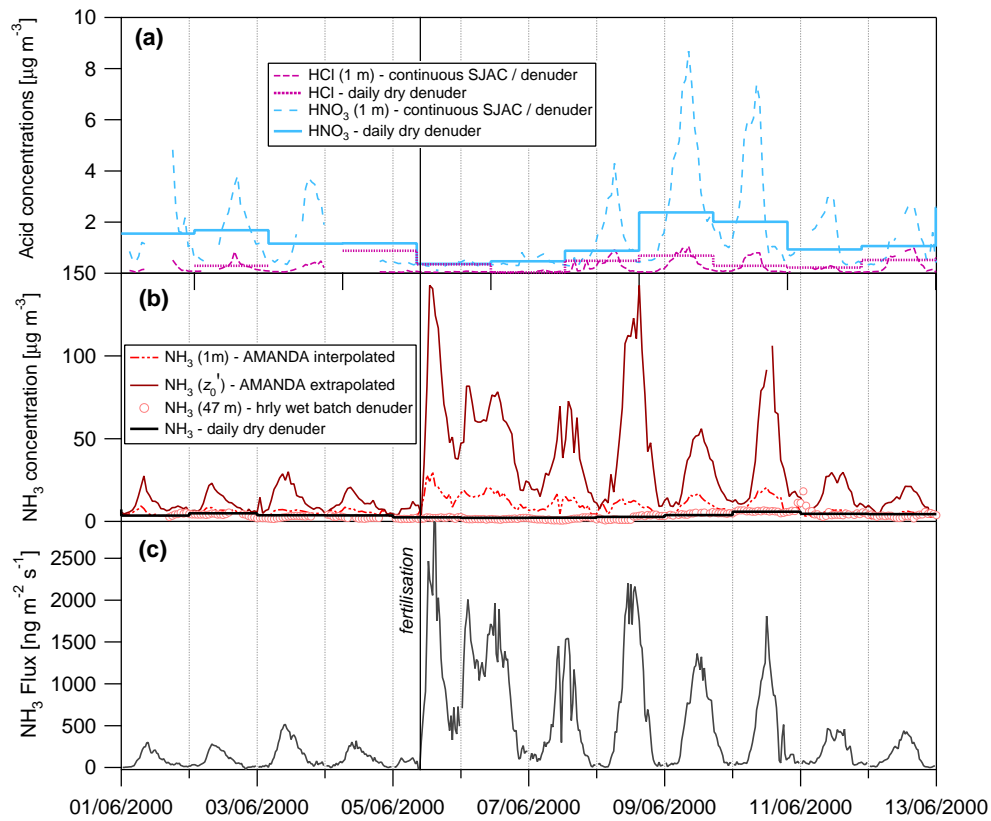 (a)
Acid concentrations [µg m-3]
10
8
6
4
2
HCl (1 m) - continuous SJAC / denuder
HCl - daily dry denuder
HNO3 (1 m) - continuous SJAC / denuder
HNO3 - daily dry denuder
(b)
NH3 concentration [µg m-3]
150
100
50
0
NH3 (1m) - AMANDA interpolated
NH3 (z0') - AMANDA extrapolated
NH3 (47 m) - hrly wet batch denuder
NH3 - daily dry denuder
(c)
NH3 Flux [ng m-2 s-1]
2500
2000
1500
1000
500
0
fertilisation
01/06/2000 03/06/2000 05/06/2000 07/06/2000 09/06/2000 11/06/2000 13/06/2000